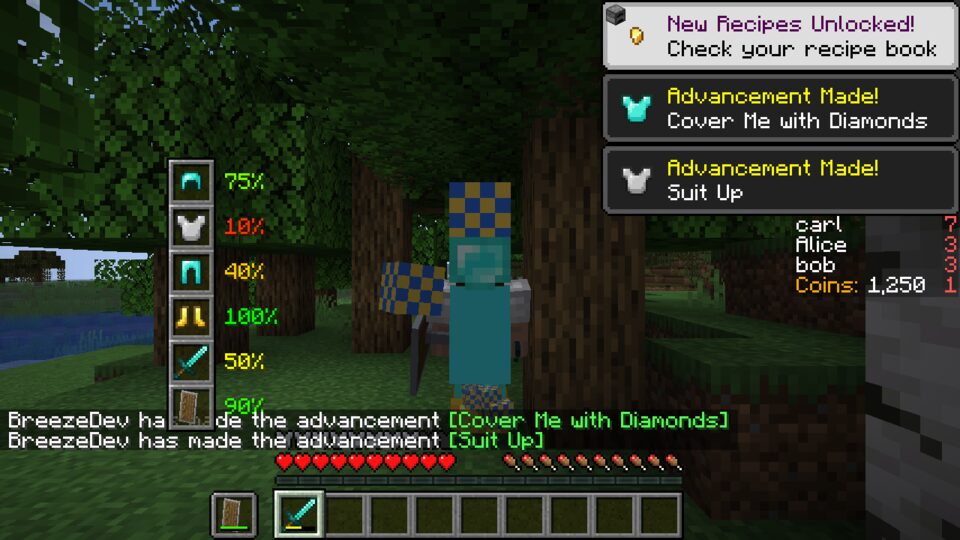 New Recipes Unlocked!
Check your recipe book
Advancement Made!
Cover Me with Diamonds
Advancement Made!
Suit Up
75%
10%
40%
100%
50%
90%
carl 7
Alice 3
bob 3
Coins: 1,250 1
BreezeDev has made the advancement [Cover Me with Diamonds]
BreezeDev has made the advancement [Suit Up]